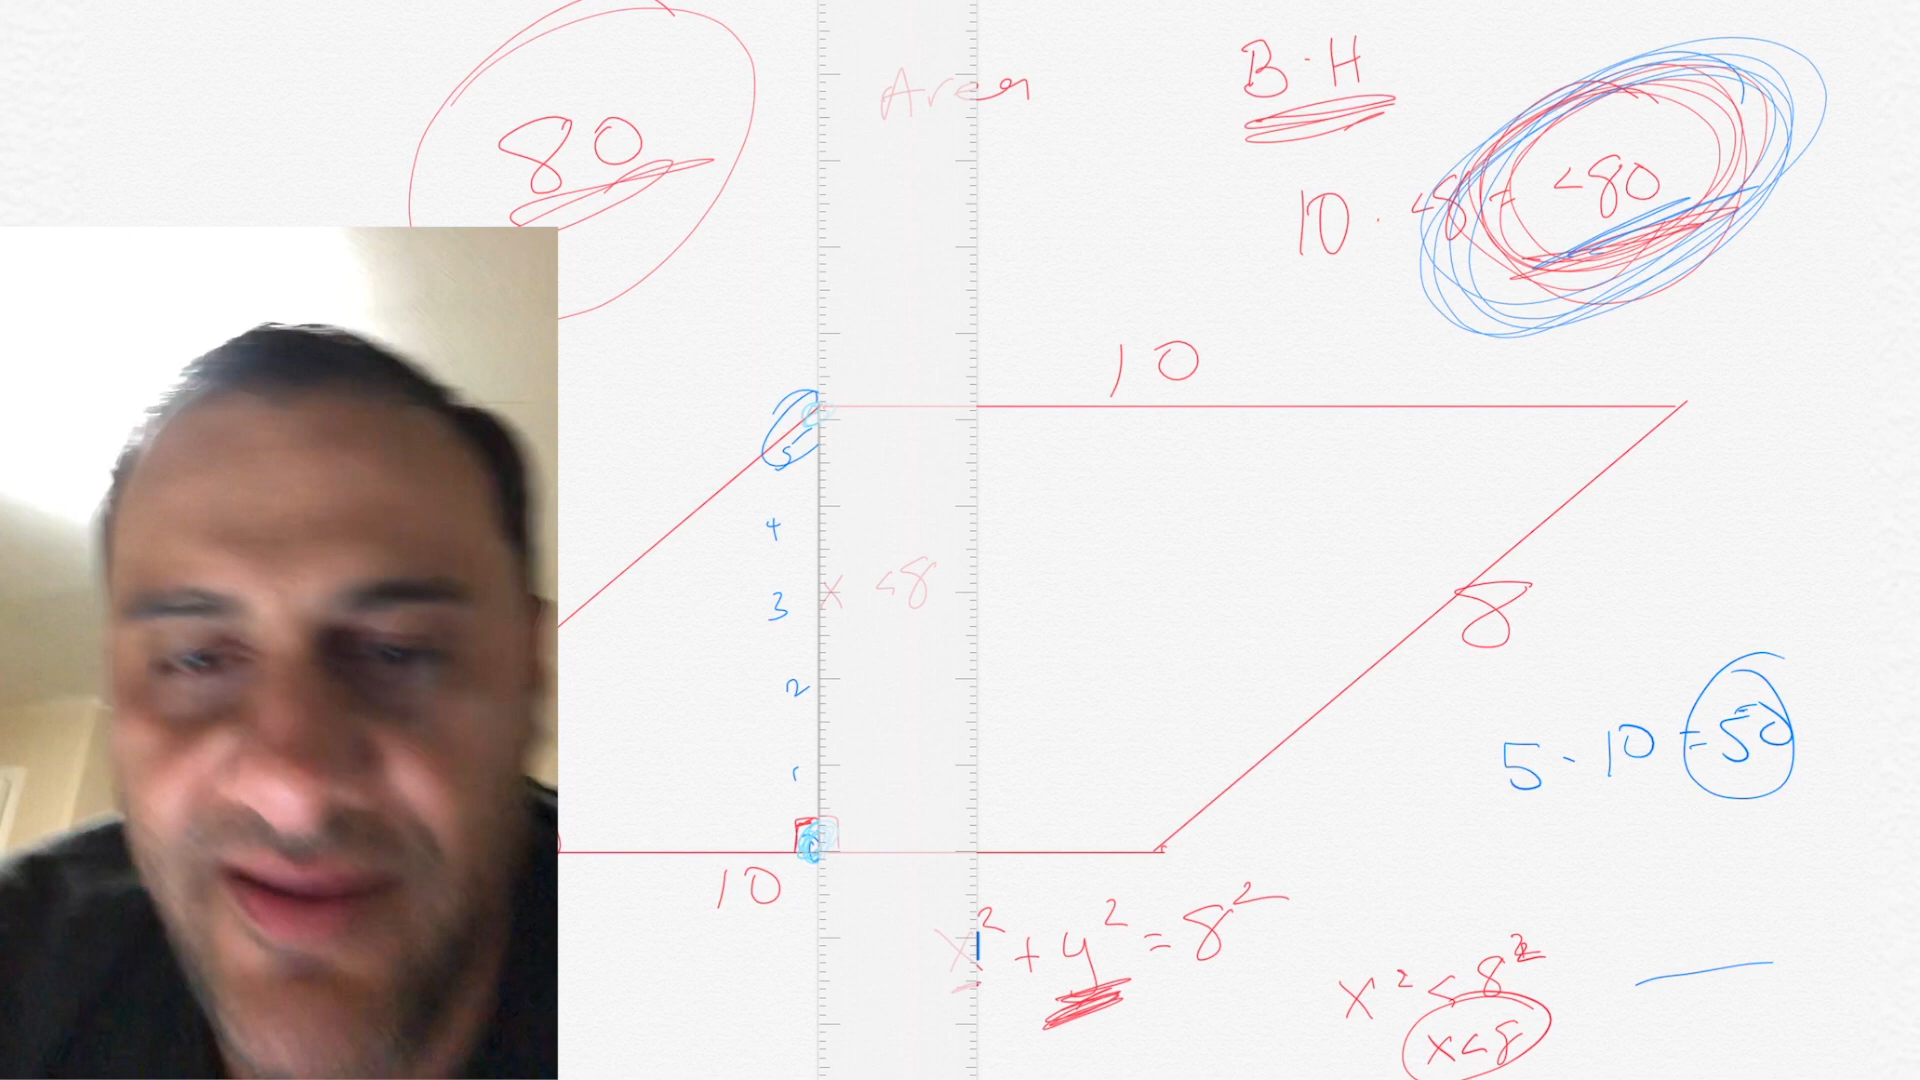 80
Area
B · H
10 · <8 = <80
10
5
4
3
2
1
x <8
8
5 · 10 = 50
10
x² + y² = 8²
x² < 8²
x<8